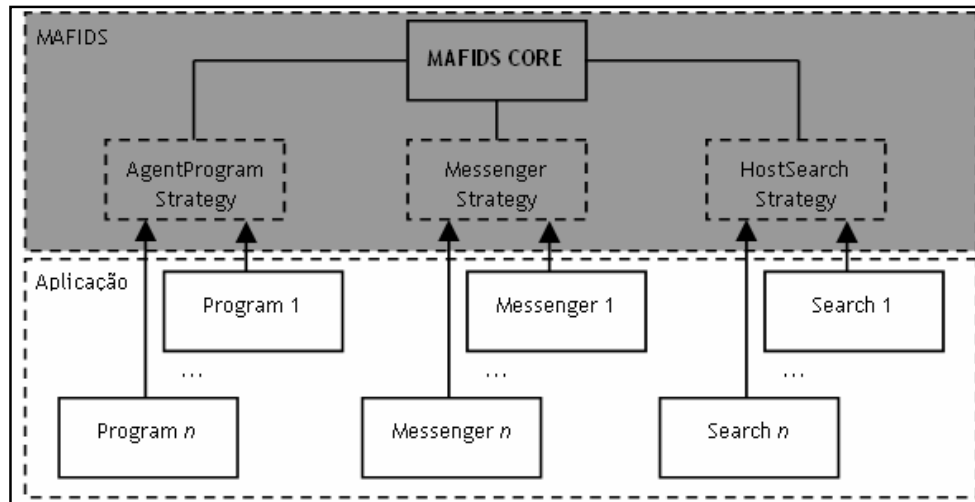 MAFIDS
MAFIDS CORE
AgentProgram
Strategy
Messenger
Strategy
HostSearch
Strategy
Aplicação
Program 1
Messenger 1
Search 1
...
...
...
Program n
Messenger n
Search n